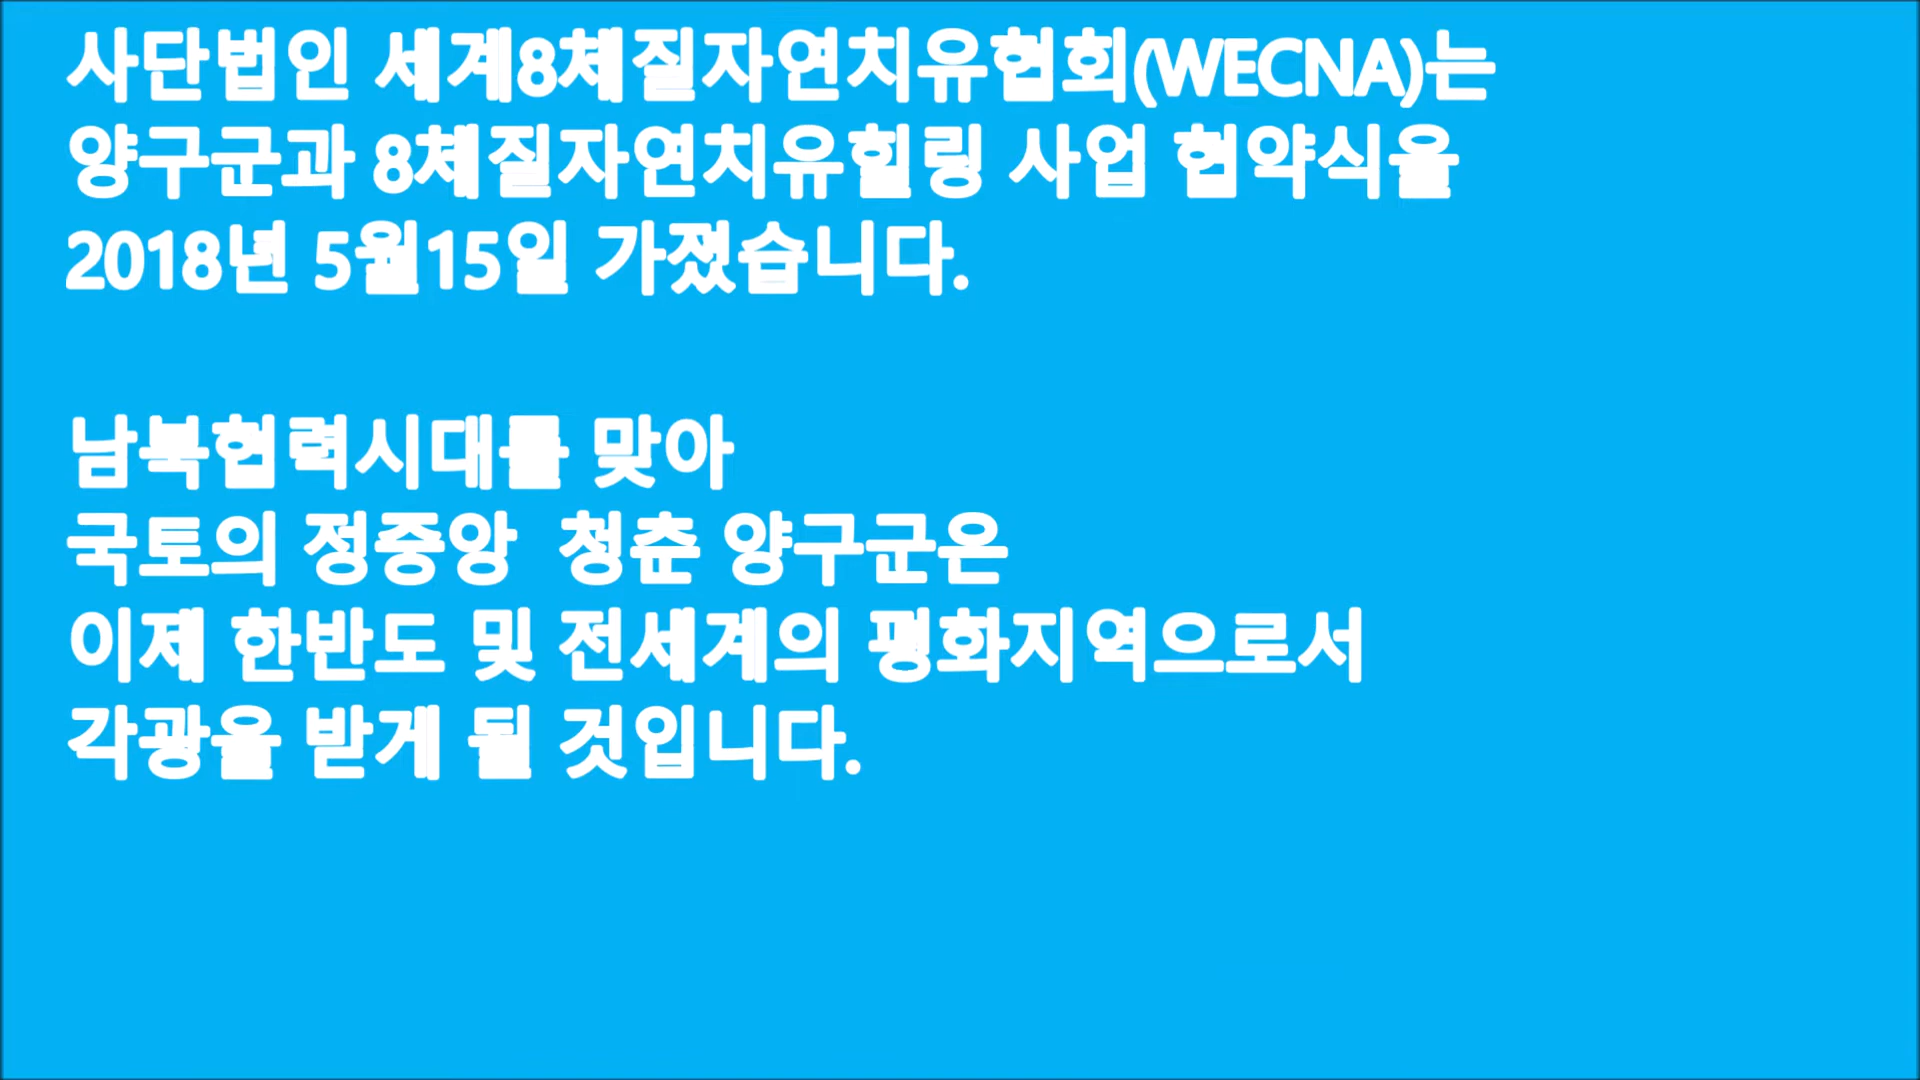 사단법인 세계8체질자연치유협회(WECNA)는
양구군과 8체질자연치유힐링 사업 협약식을
2018년 5월15일 가졌습니다.
남북협력시대를 맞아
국토의 정중앙 청춘 양구군은
이제 한반도 및 전세계의 평화지역으로서
각광을 받게 될 것입니다.